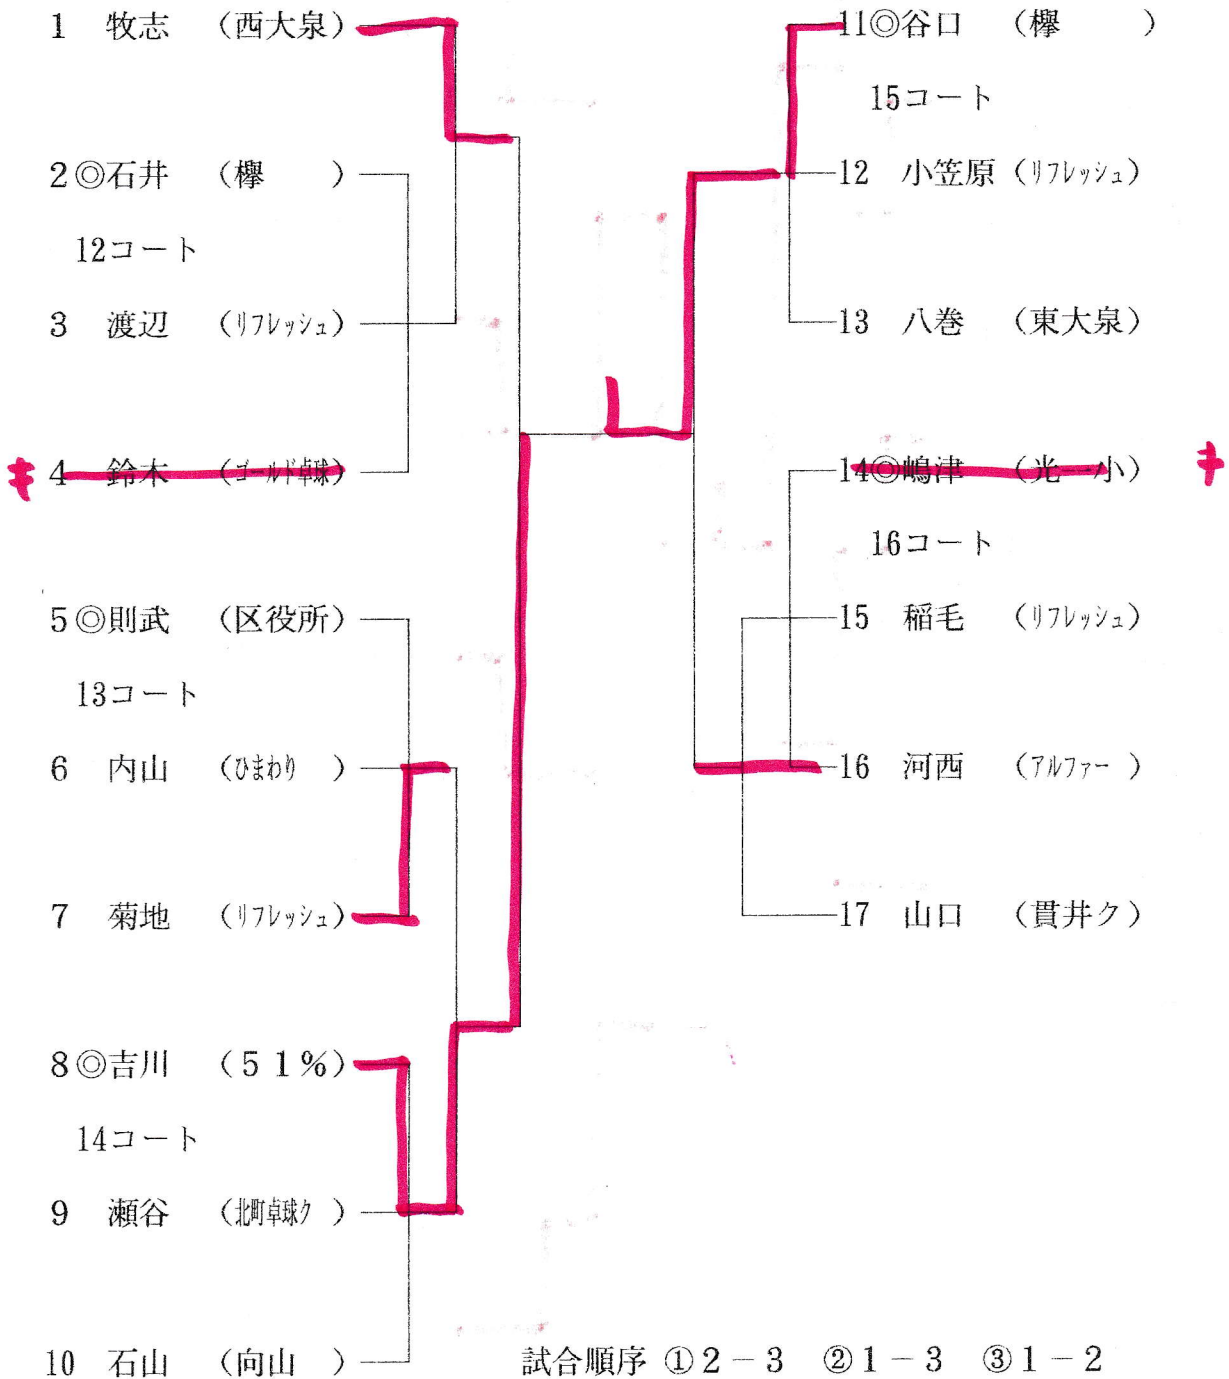 1 牧志 (西大泉)
2◎石井 (欅 )
12コート
3 渡辺 (リフレッシュ)
4 鈴木 (ゴールド卓球)
5◎則武 (区役所)
13コート
6 内山 (ひまわり )
7 菊地 (リフレッシュ)
8◎吉川 (51%)
14コート
9 瀬谷 (北町卓球ク )
10 石山 (向山 )
11◎谷口 (欅 )
15コート
12 小笠原 (リフレッシュ)
13 八巻 (東大泉)
14◎嶋津 (光一小)
16コート
15 稲毛 (リフレッシュ)
16 河西 (アルファー )
17 山口 (貫井ク)
試合順序 ①2-3 ②1-3 ③1-2